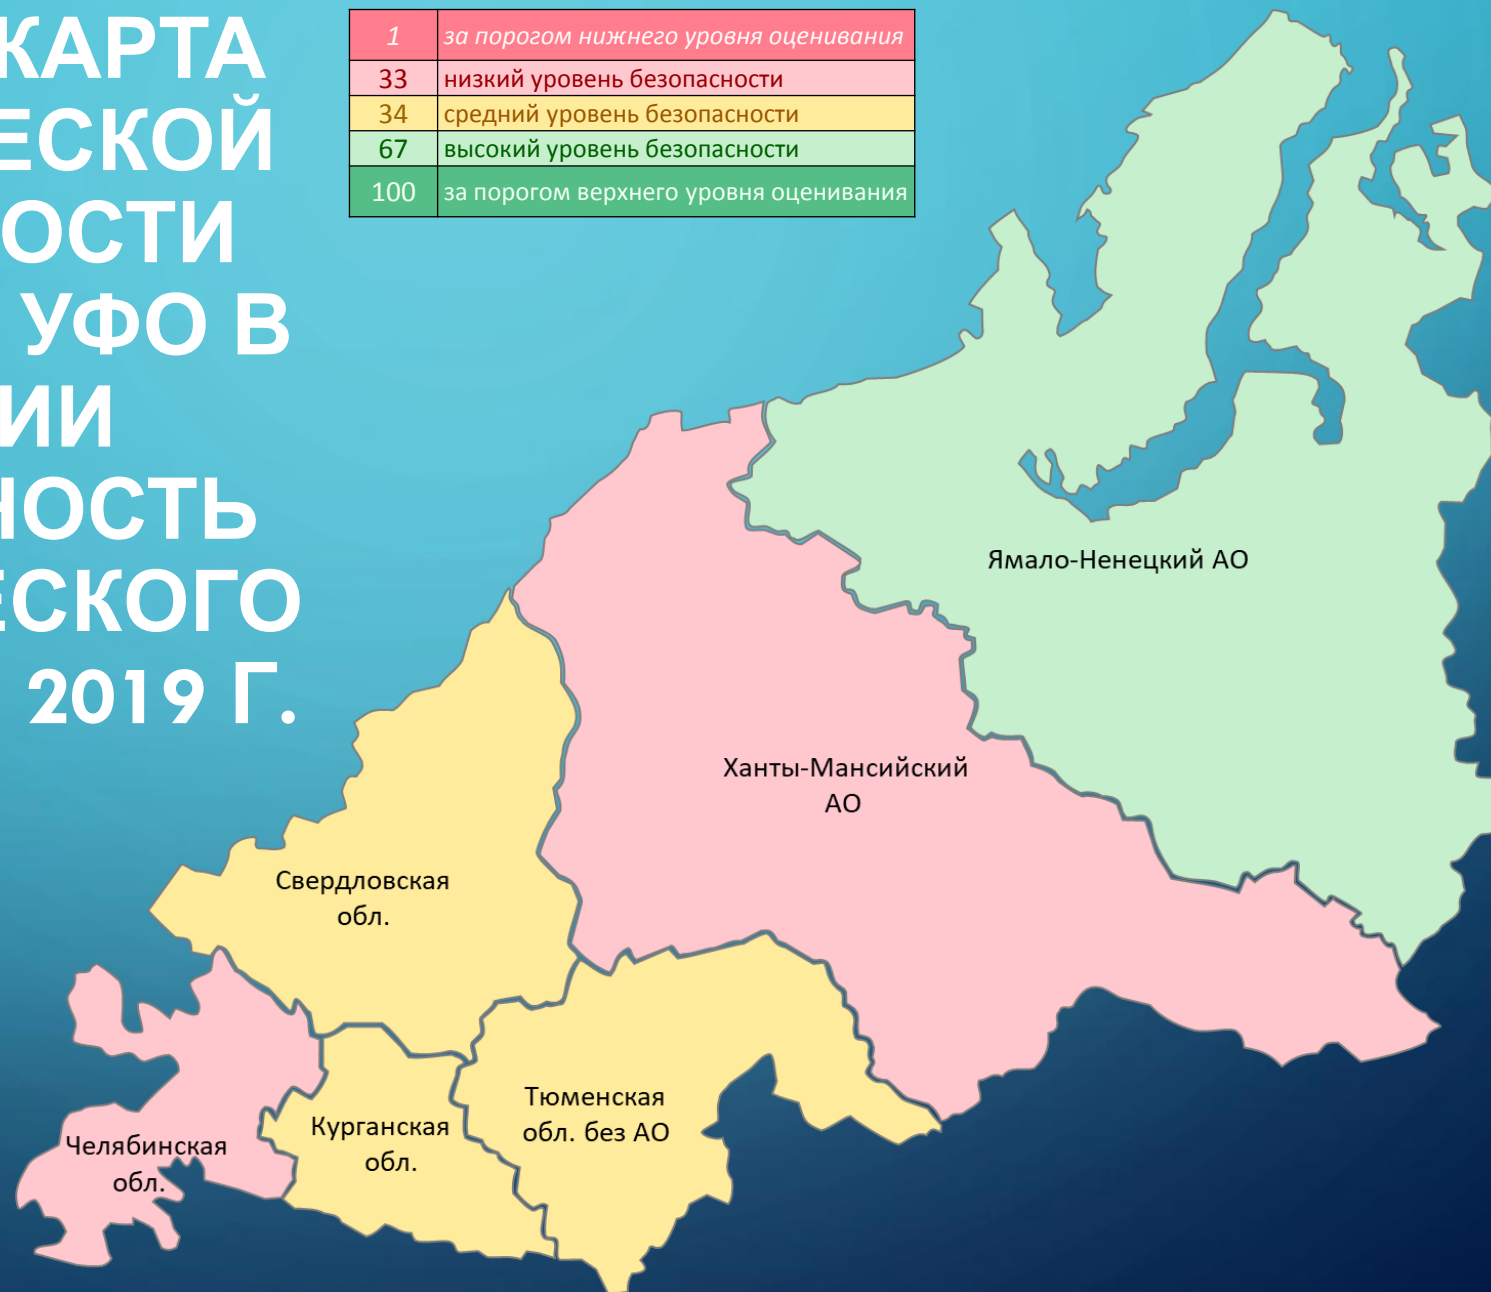 КАРТА
ЕСКОЙ
ОСТИ
УФО В
ИИ
НОСТЬ
ЕСКОГО
2019 Г.
1 за порогом нижнего уровня оценивания
33 низкий уровень безопасности
34 средний уровень безопасности
67 высокий уровень безопасности
100 за порогом верхнего уровня оценивания
Ямало-Ненецкий АО
Ханты-Мансийский
АО
Свердловская
обл.
Тюменская
обл. без АО
Курганская
обл.
Челябинская
обл.